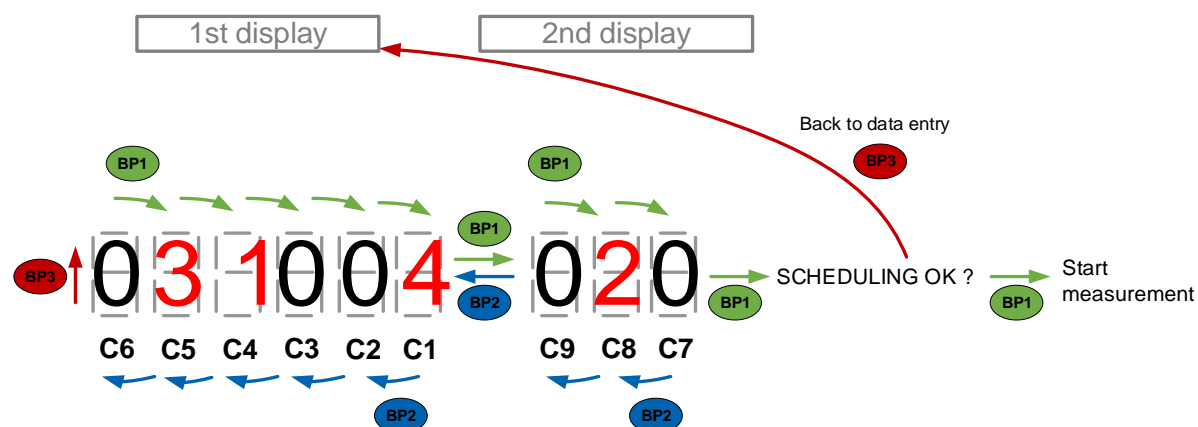 1st display 2nd display
Back to data entry
BP1 BP1 BP3
BP1
BP3 0 3 1 0 0 4 0 2 0 SCHEDULING OK ? Start
measurement
BP2 BP1 BP1
C6 C5 C4 C3 C2 C1 C9 C8 C7
BP2 BP2